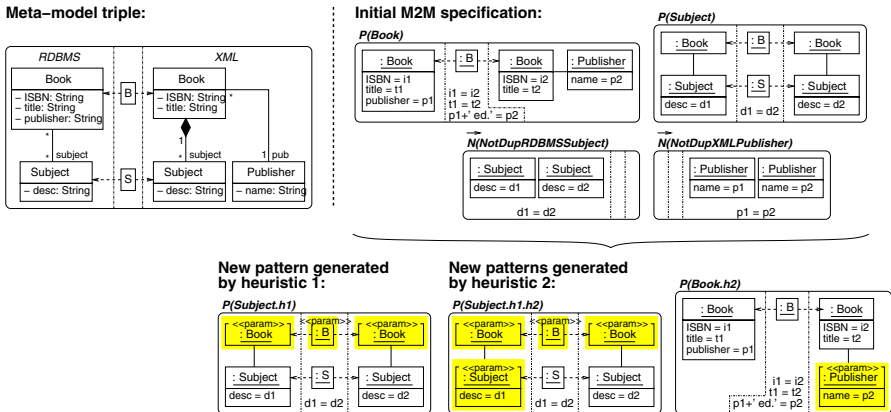 Meta-model triple:
RDBMS
XML
Book
- ISBN: String
- title: String
- publisher: String
B
Book
- ISBN: String
- title: String
*
*
subject
1
*
subject
1
pub
Subject
- desc: String
S
Subject
- desc: String
Publisher
- name: String
Initial M2M specification:
P(Book)
: Book
ISBN = i1
title = t1
publisher = p1
: B
: Book
ISBN = i2
title = t2
: Publisher
name = p2
i1 = i2
t1 = t2
p1+' ed.' = p2
P(Subject)
: Book
: B
: Book
: Subject
desc = d1
: S
: Subject
desc = d2
d1 = d2
N(NotDupRDBMSSubject)
: Subject
desc = d1
: Subject
desc = d2
d1 = d2
N(NotDupXMLPublisher)
: Publisher
name = p1
: Publisher
name = p2
p1 = p2
New pattern generated
by heuristic 1:
P(Subject.h1)
<<param>>
: Book
<<param>>
: B
<<param>>
: Book
: Subject
desc = d1
: S
: Subject
desc = d2
d1 = d2
New patterns generated
by heuristic 2:
P(Subject.h1.h2)
<<param>>
: Book
<<param>>
: B
<<param>>
: Book
<<param>>
: Subject
desc = d1
: S
: Subject
desc = d2
d1 = d2
P(Book.h2)
: Book
ISBN = i1
title = t1
publisher = p1
: B
: Book
ISBN = i2
title = t2
<<param>>
: Publisher
name = p2
i1 = i2
t1 = t2
p1+' ed.' = p2